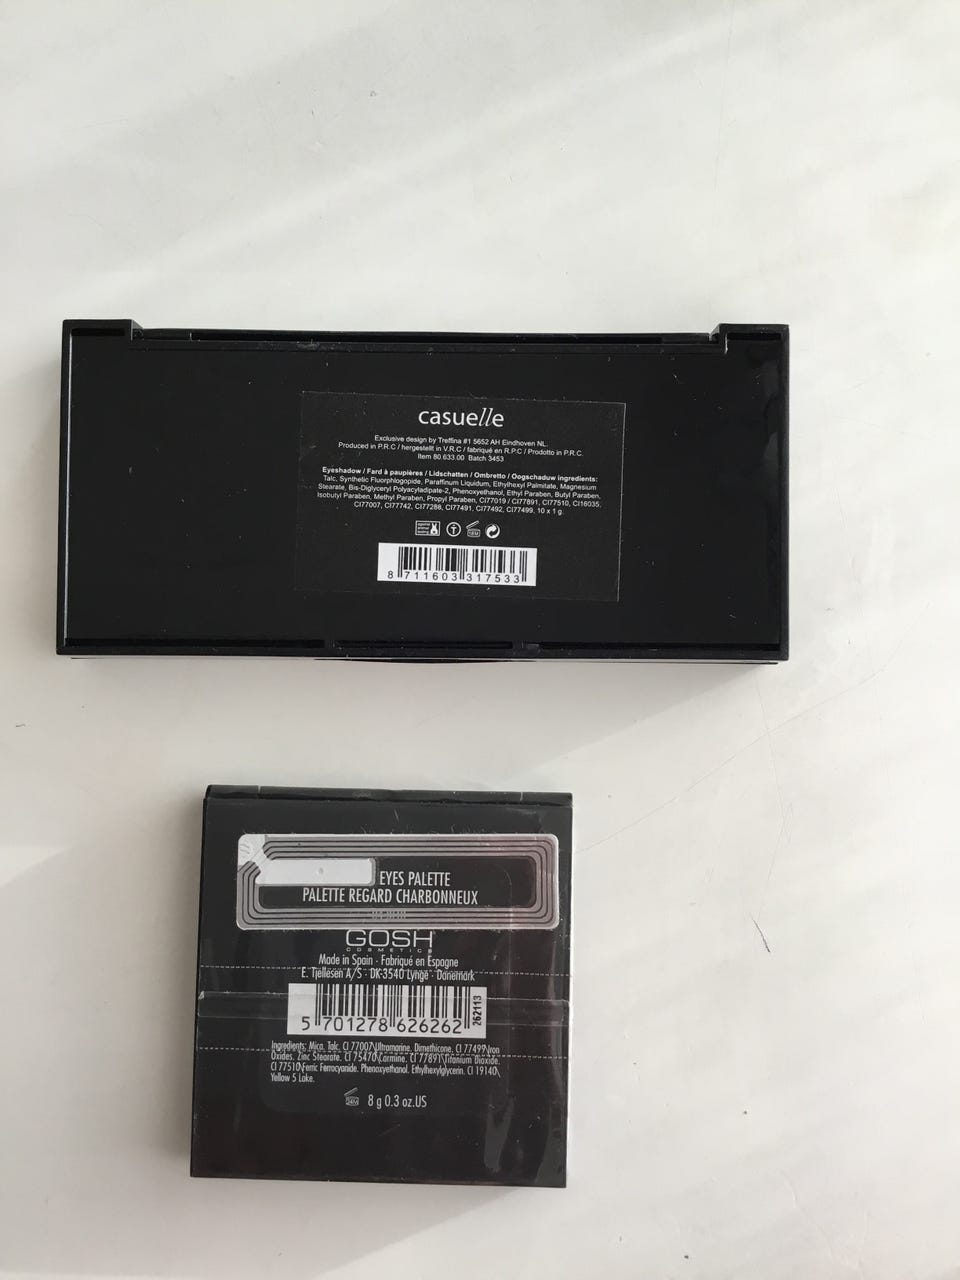 casuelle
Exclusive design by Treffina #1 5652 AH Eindhoven NL.
Produced in P.R.C / hergestellt in V.R.C / fabriqué en R.P.C / Prodotto in P.R.C.
Item 80.633.00 Batch 3453
Eyeshadow / Fard à paupières / Lidschatten / Ombretto / Oogschaduw ingredients:
Talc, Synthetic Fluorphlogopide, Paraffinum Liquidum, Ethylhexyl Palmitate, Magnesium
Stearate, Bis-Diglyceryl Polyacyladipate-2, Phenoxyethanol, Ethyl Paraben, Butyl Paraben,
Isobutyl Paraben, Methyl Paraben, Propyl Paraben, CI77019 / CI77891, CI77510, CI16035,
CI77007, CI77742, CI77288, CI77491, CI77492, CI77499, 10 x 1 g.
against animal testing 18M
8 711603 317533
EYES PALETTE
PALETTE REGARD CHARBONNEUX
GOSH
COSMETICS
Made in Spain - Fabriqué en Espagne
E. Tjellesen A/S - DK-3540 Lynge - Danemark
5 701278 626262
262113
Ingredients: Mica, Talc, CI 77007\Ultramarine, Dimethicone, CI 77499\Iron
Oxides, Zinc Stearate, CI 75470\Carmine, CI 77891\Titanium Dioxide,
CI 77510\Ferric Ferrocyanide, Phenoxyethanol, Ethylhexylglycerin, CI 19140\
Yellow 5 Lake.
24M 8 g 0.3 oz.US